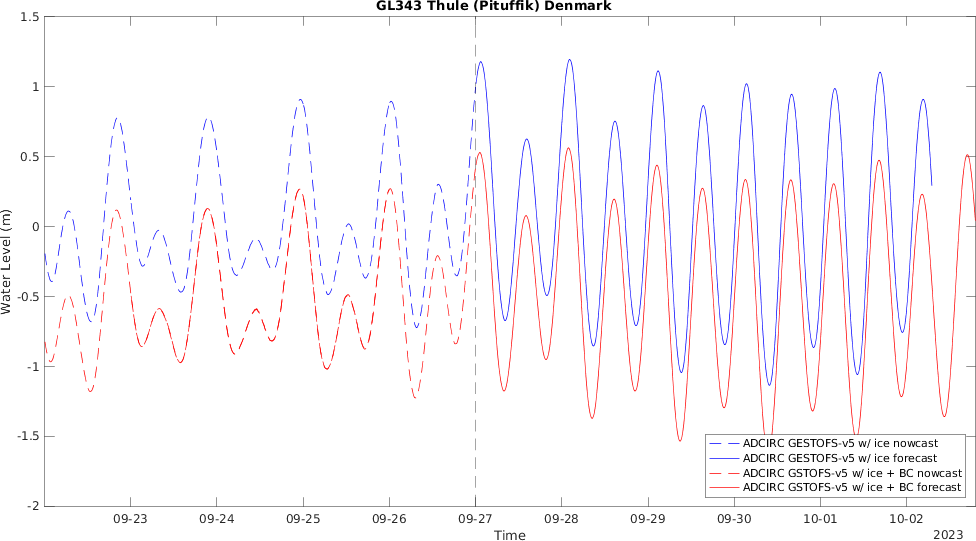 GL343 Thule (Pituffik) Denmark
1.5
1
0.5
0
-0.5
-1
-1.5
-2
Water Level (m)
ADCIRC GESTOFS-v5 w/ ice nowcast
ADCIRC GESTOFS-v5 w/ ice forecast
ADCIRC GSTOFS-v5 w/ ice + BC nowcast
ADCIRC GSTOFS-v5 w/ ice + BC forecast
09-23 09-24 09-25 09-26 09-27 09-28 09-29 09-30 10-01 10-02
Time
2023